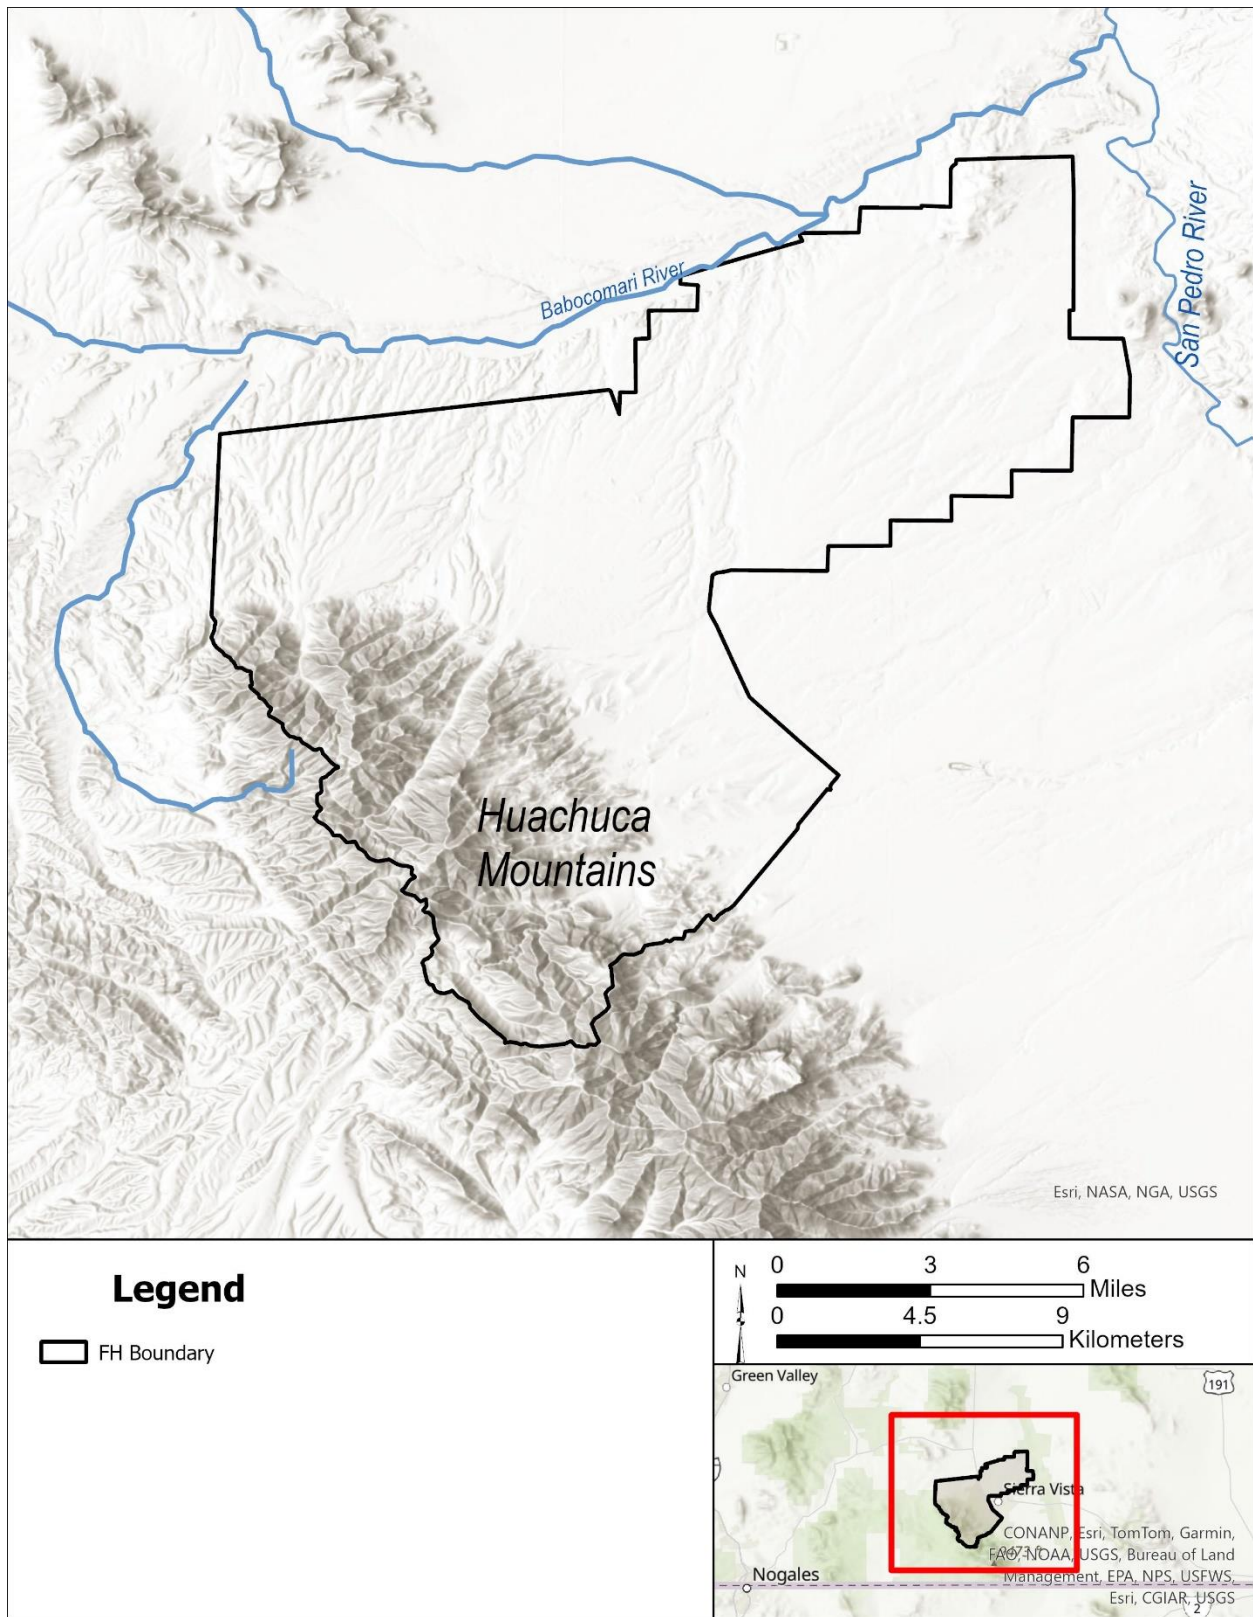 San Pedro River
Babocomari River
Huachuca
Mountains
Esri, NASA, NGA, USGS
Legend
FH Boundary
N
0 3 6
Miles
0 4.5 9
Kilometers
Green Valley
191
Sierra Vista
CONANP, Esri, TomTom, Garmin,
FAO, NOAA, USGS, Bureau of Land
Management, EPA, NPS, USFWS,
Esri, CGIAR, USGS
Nogales
2